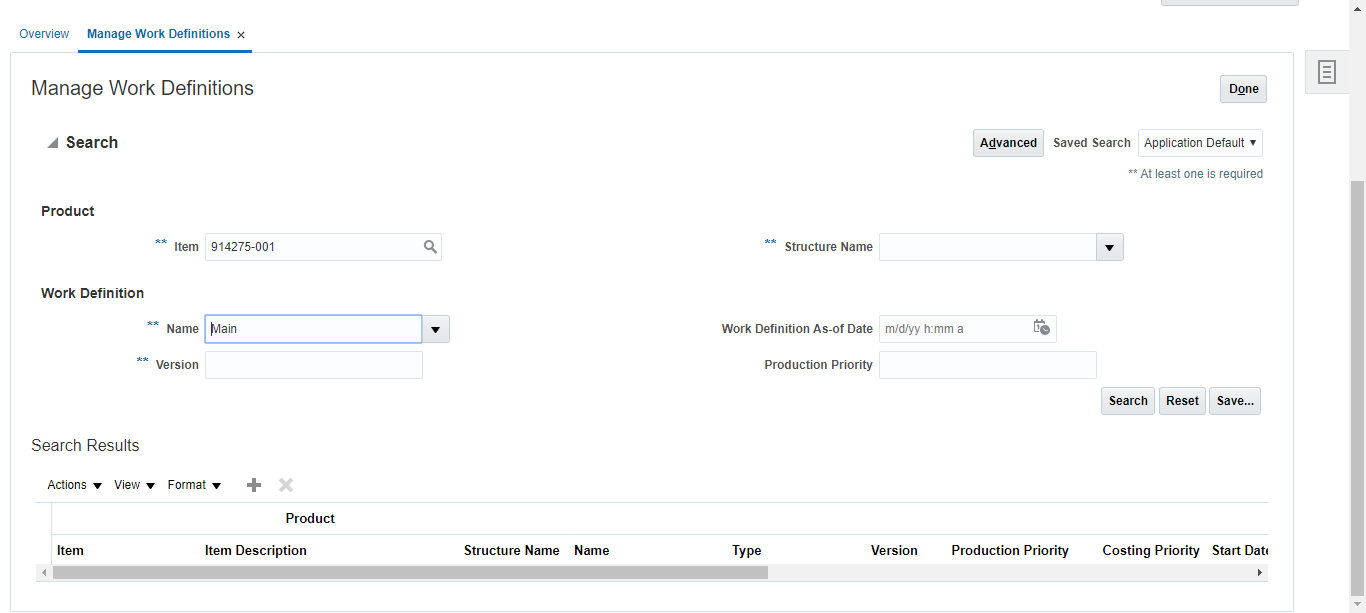 Overview Manage Work Definitions ×
Manage Work Definitions Done
Search Advanced Saved Search Application Default
** At least one is required
Product
** Item 914275-001 ** Structure Name
Work Definition
** Name Main Work Definition As-of Date m/d/yy h:mm a
** Version Production Priority
Search Reset Save...
Search Results
Actions View Format
Product
Item Item Description Structure Name Name Type Version Production Priority Costing Priority Start Date